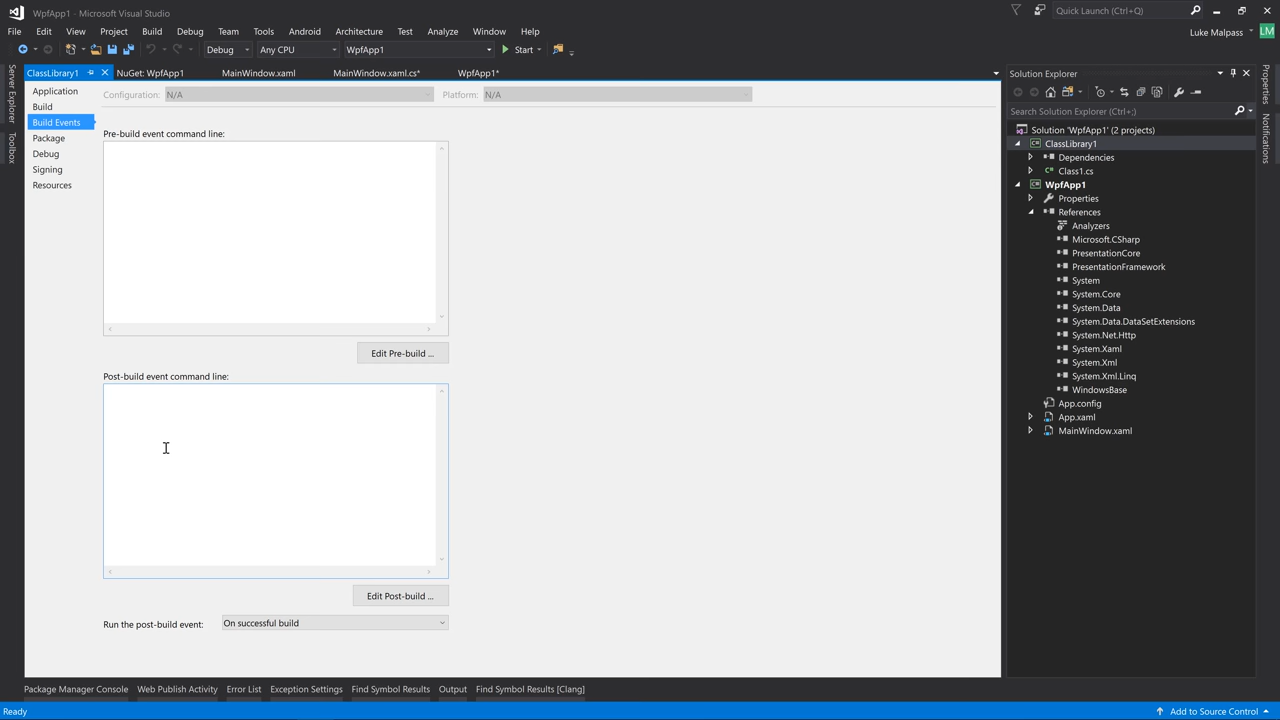 WpfApp1 - Microsoft Visual Studio
Quick Launch (Ctrl+Q)
File Edit View Project Build Debug Team Tools Android Architecture Test Analyze Window Help
Luke Malpass LM
Debug Any CPU WpfApp1 Start
Server Explorer
Toolbox
ClassLibrary1 NuGet: WpfApp1 MainWindow.xaml MainWindow.xaml.cs* WpfApp1*
Application
Build
Build Events
Package
Debug
Signing
Resources
Configuration: N/A Platform: N/A
Pre-build event command line:
Edit Pre-build ...
Post-build event command line:
Edit Post-build ...
Run the post-build event: On successful build
Solution Explorer
Search Solution Explorer (Ctrl+;)
Solution 'WpfApp1' (2 projects)
ClassLibrary1
Dependencies
Class1.cs
WpfApp1
Properties
References
Analyzers
Microsoft.CSharp
PresentationCore
PresentationFramework
System
System.Core
System.Data
System.Data.DataSetExtensions
System.Net.Http
System.Xaml
System.Xml
System.Xml.Linq
WindowsBase
App.config
App.xaml
MainWindow.xaml
Properties
Notifications
Package Manager Console Web Publish Activity Error List Exception Settings Find Symbol Results Output Find Symbol Results [Clang]
Ready
Add to Source Control